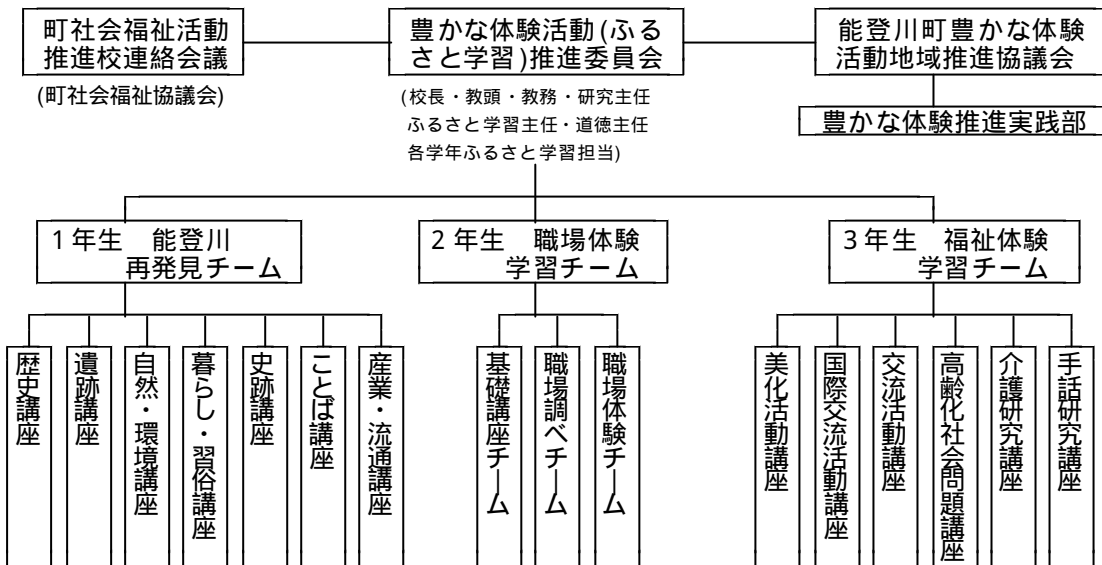 町社会福祉活動
推進校連絡会議
(町社会福祉協議会)
豊かな体験活動(ふる
さと学習)推進委員会
(校長・教頭・教務・研究主任
ふるさと学習主任・道徳主任
各学年ふるさと学習担当)
能登川町豊かな体験
活動地域推進協議会
豊かな体験推進実践部
1年生 能登川
再発見チーム
2年生 職場体験
学習チーム
3年生 福祉体験
学習チーム
歴史講座
遺跡講座
自然・環境講座
暮らし・習俗講座
史跡講座
ことば講座
産業・流通講座
基礎講座チーム
職場調べチーム
職場体験チーム
美化活動講座
国際交流活動講座
交流活動講座
高齢化社会問題講座
介護研究講座
手話研究講座